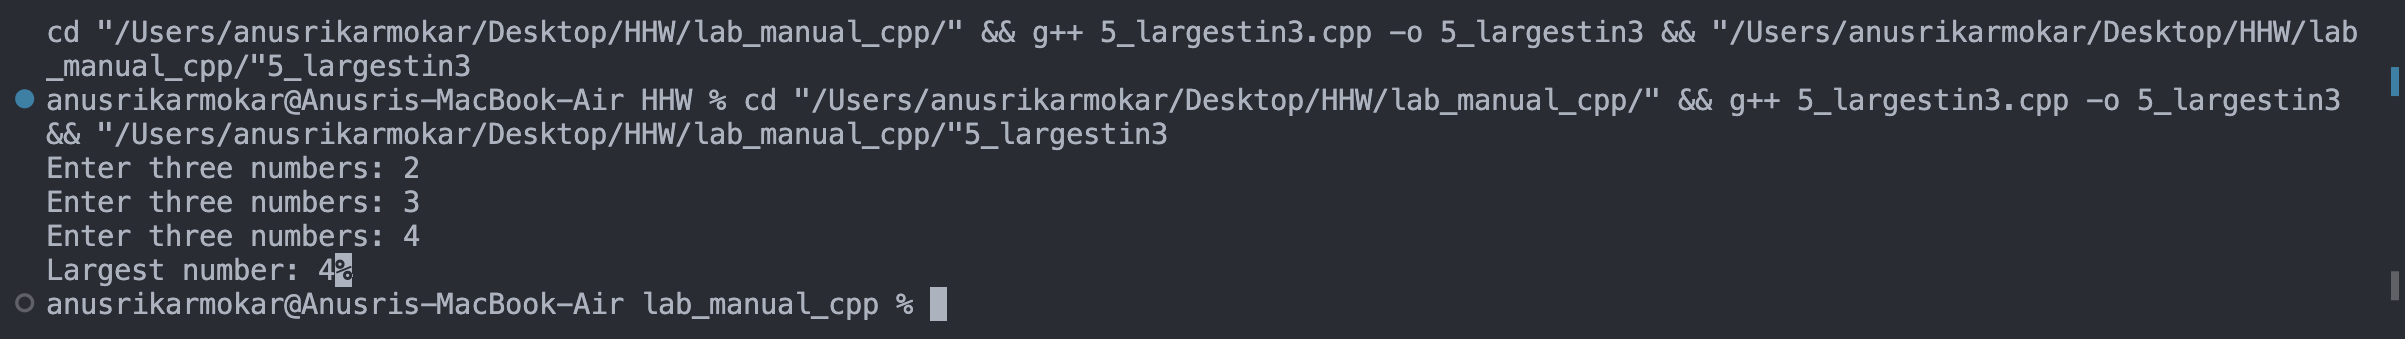 cd "/Users/anusrikarmokar/Desktop/HHW/lab_manual_cpp/" && g++ 5_largestin3.cpp -o 5_largestin3 && "/Users/anusrikarmokar/Desktop/HHW/lab
_manual_cpp/"5_largestin3
anusrikarmokar@Anusris-MacBook-Air HHW % cd "/Users/anusrikarmokar/Desktop/HHW/lab_manual_cpp/" && g++ 5_largestin3.cpp -o 5_largestin3
&& "/Users/anusrikarmokar/Desktop/HHW/lab_manual_cpp/"5_largestin3
Enter three numbers: 2
Enter three numbers: 3
Enter three numbers: 4
Largest number: 4%
anusrikarmokar@Anusris-MacBook-Air lab_manual_cpp %